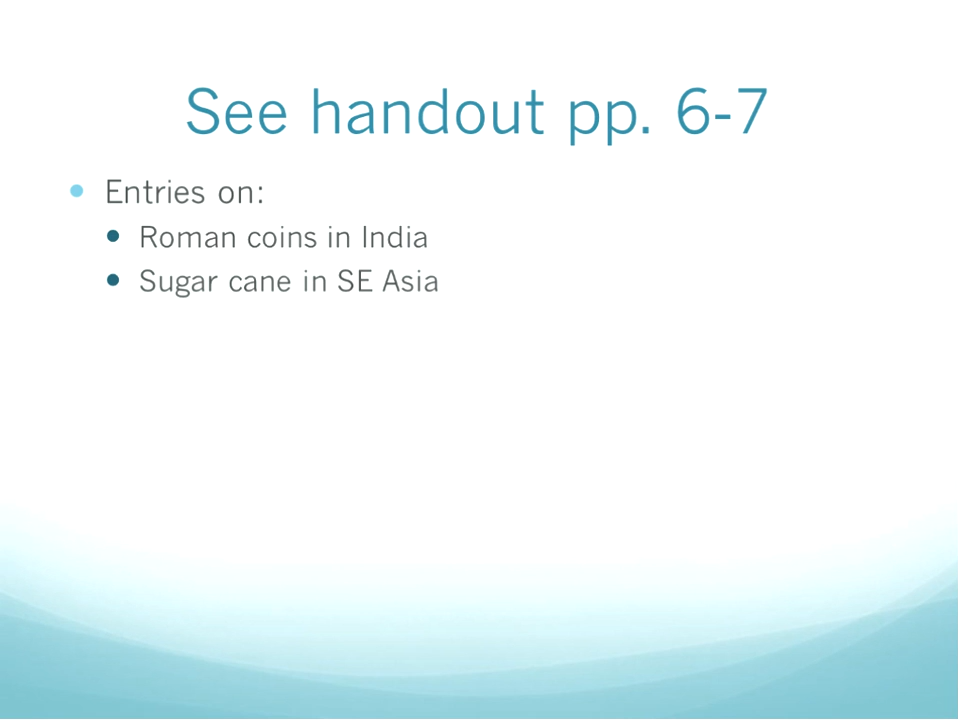 See handout pp. 6-7
Entries on:
Roman coins in India
Sugar cane in SE Asia